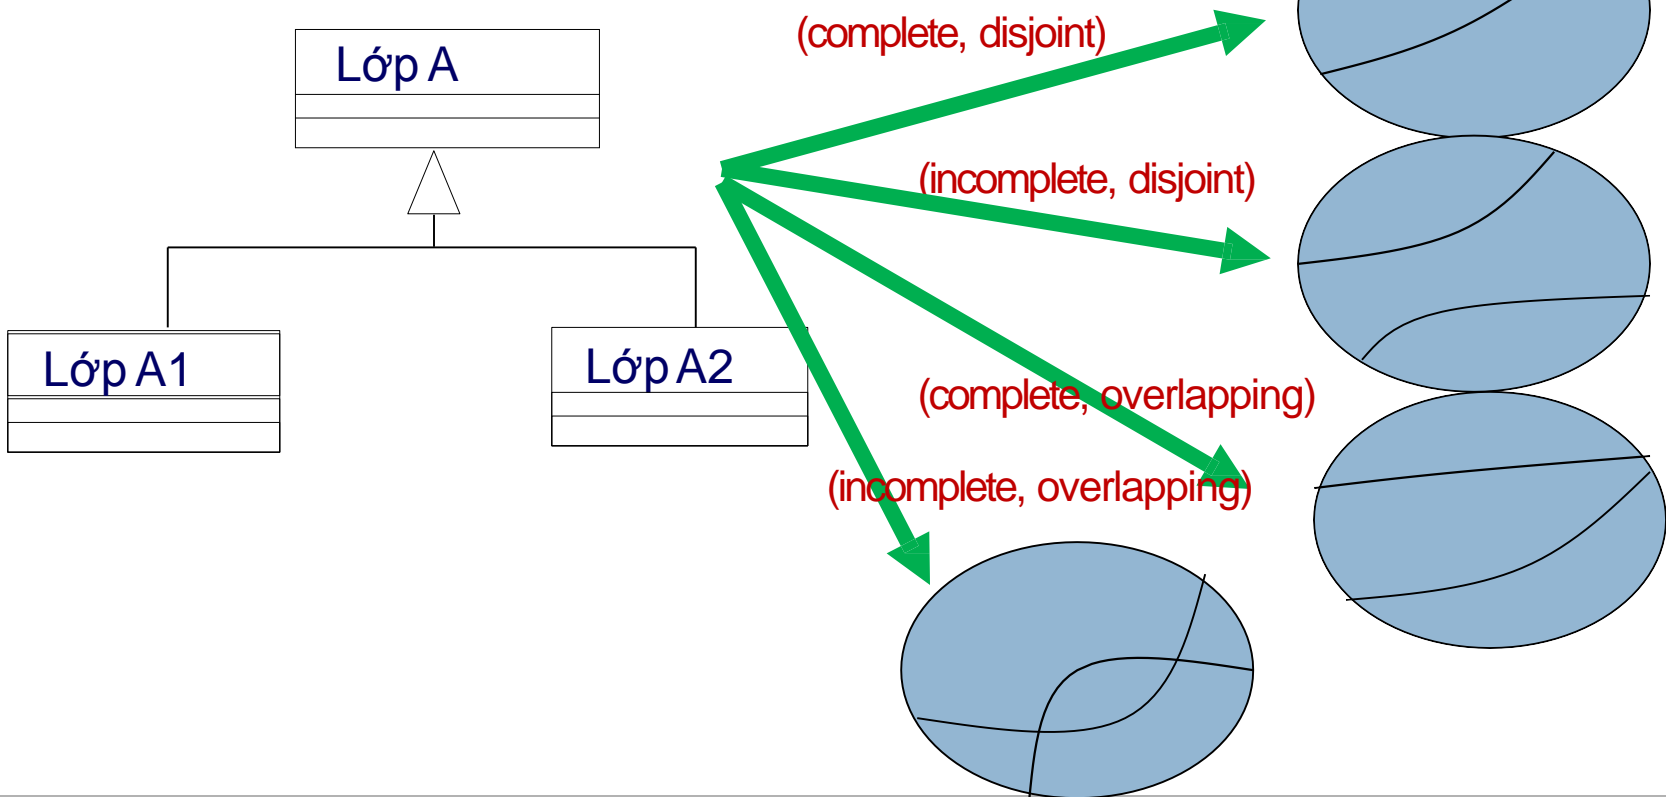 (complete, disjoint)
Lớp A
(incomplete, disjoint)
Lớp A1
Lớp A2
(complete, overlapping)
(incomplete, overlapping)